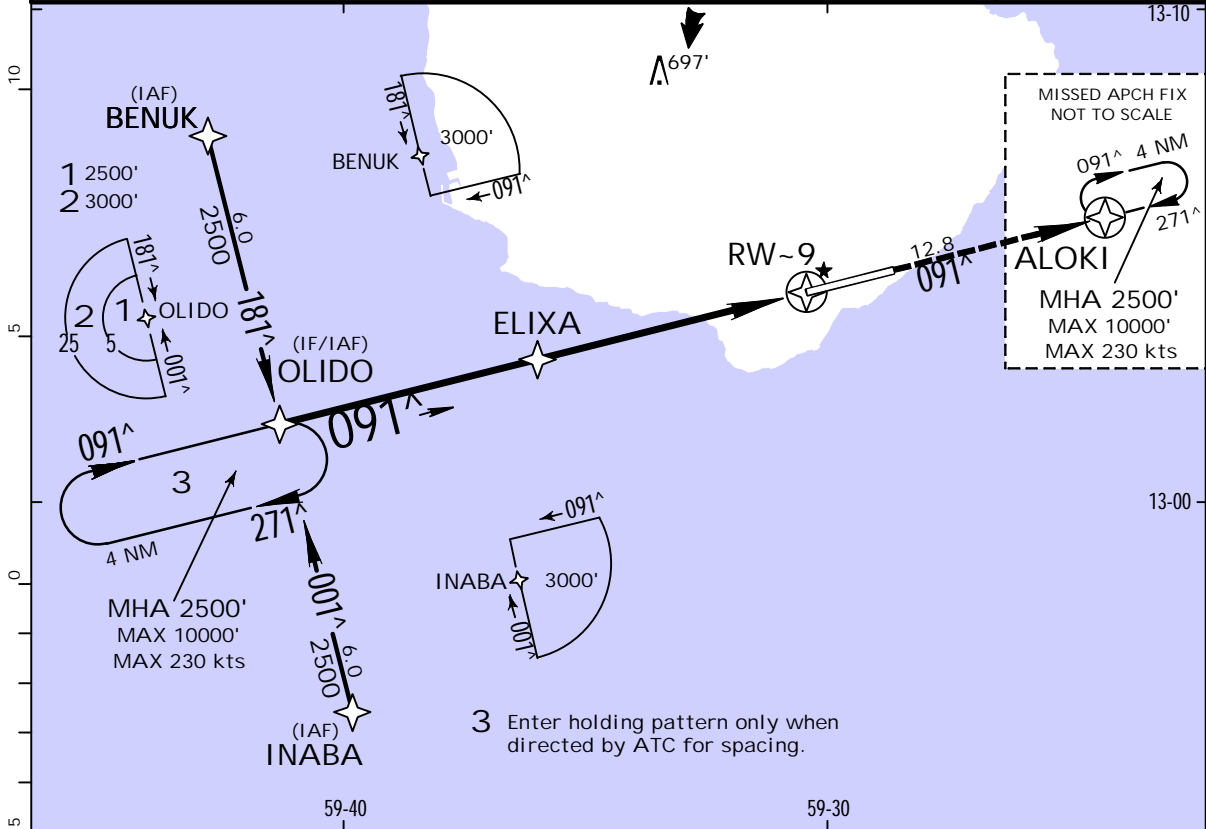 13-10
10
697'
(IAF)
BENUK
1 2500'
2 3000'
6.0
2500
181^
181^
3000'
BENUK
091^
MISSED APCH FIX
NOT TO SCALE
091^
4 NM
271^
ALOKI
MHA 2500'
MAX 10000'
MAX 230 kts
RW~9
12.8
091^
181^
2
1
OLIDO
25
5
001^
5
ELIXA
(IF/IAF)
OLIDO
091^
091^
3
271^
4 NM
13-00
MHA 2500'
MAX 10000'
MAX 230 kts
001^
6.0
2500
091^
INABA
3000'
001^
0
(IAF)
INABA
3 Enter holding pattern only when
directed by ATC for spacing.
59-40
59-30
5